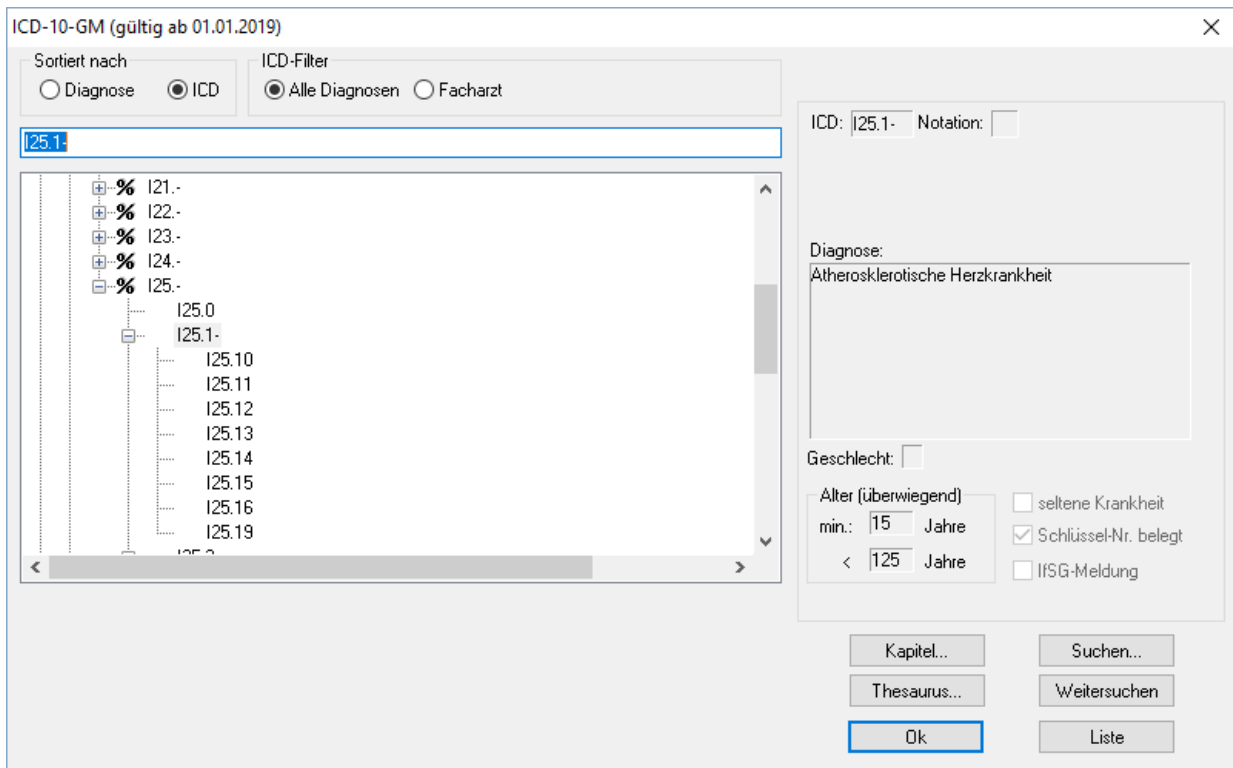 ICD-10-GM (gültig ab 01.01.2019)
Sortiert nach
Diagnose ICD
ICD-Filter
Alle Diagnosen Facharzt
I25.1-
% I21.-
% I22.-
% I23.-
% I24.-
% I25.-
I25.0
I25.1-
I25.10
I25.11
I25.12
I25.13
I25.14
I25.15
I25.16
I25.19
ICD: I25.1- Notation:
Diagnose:
Atherosklerotische Herzkrankheit
Geschlecht:
Alter (überwiegend)
min.: 15 Jahre
< 125 Jahre
seltene Krankheit
Schlüssel-Nr. belegt
IfSG-Meldung
Kapitel... Suchen...
Thesaurus... Weitersuchen
Ok Liste